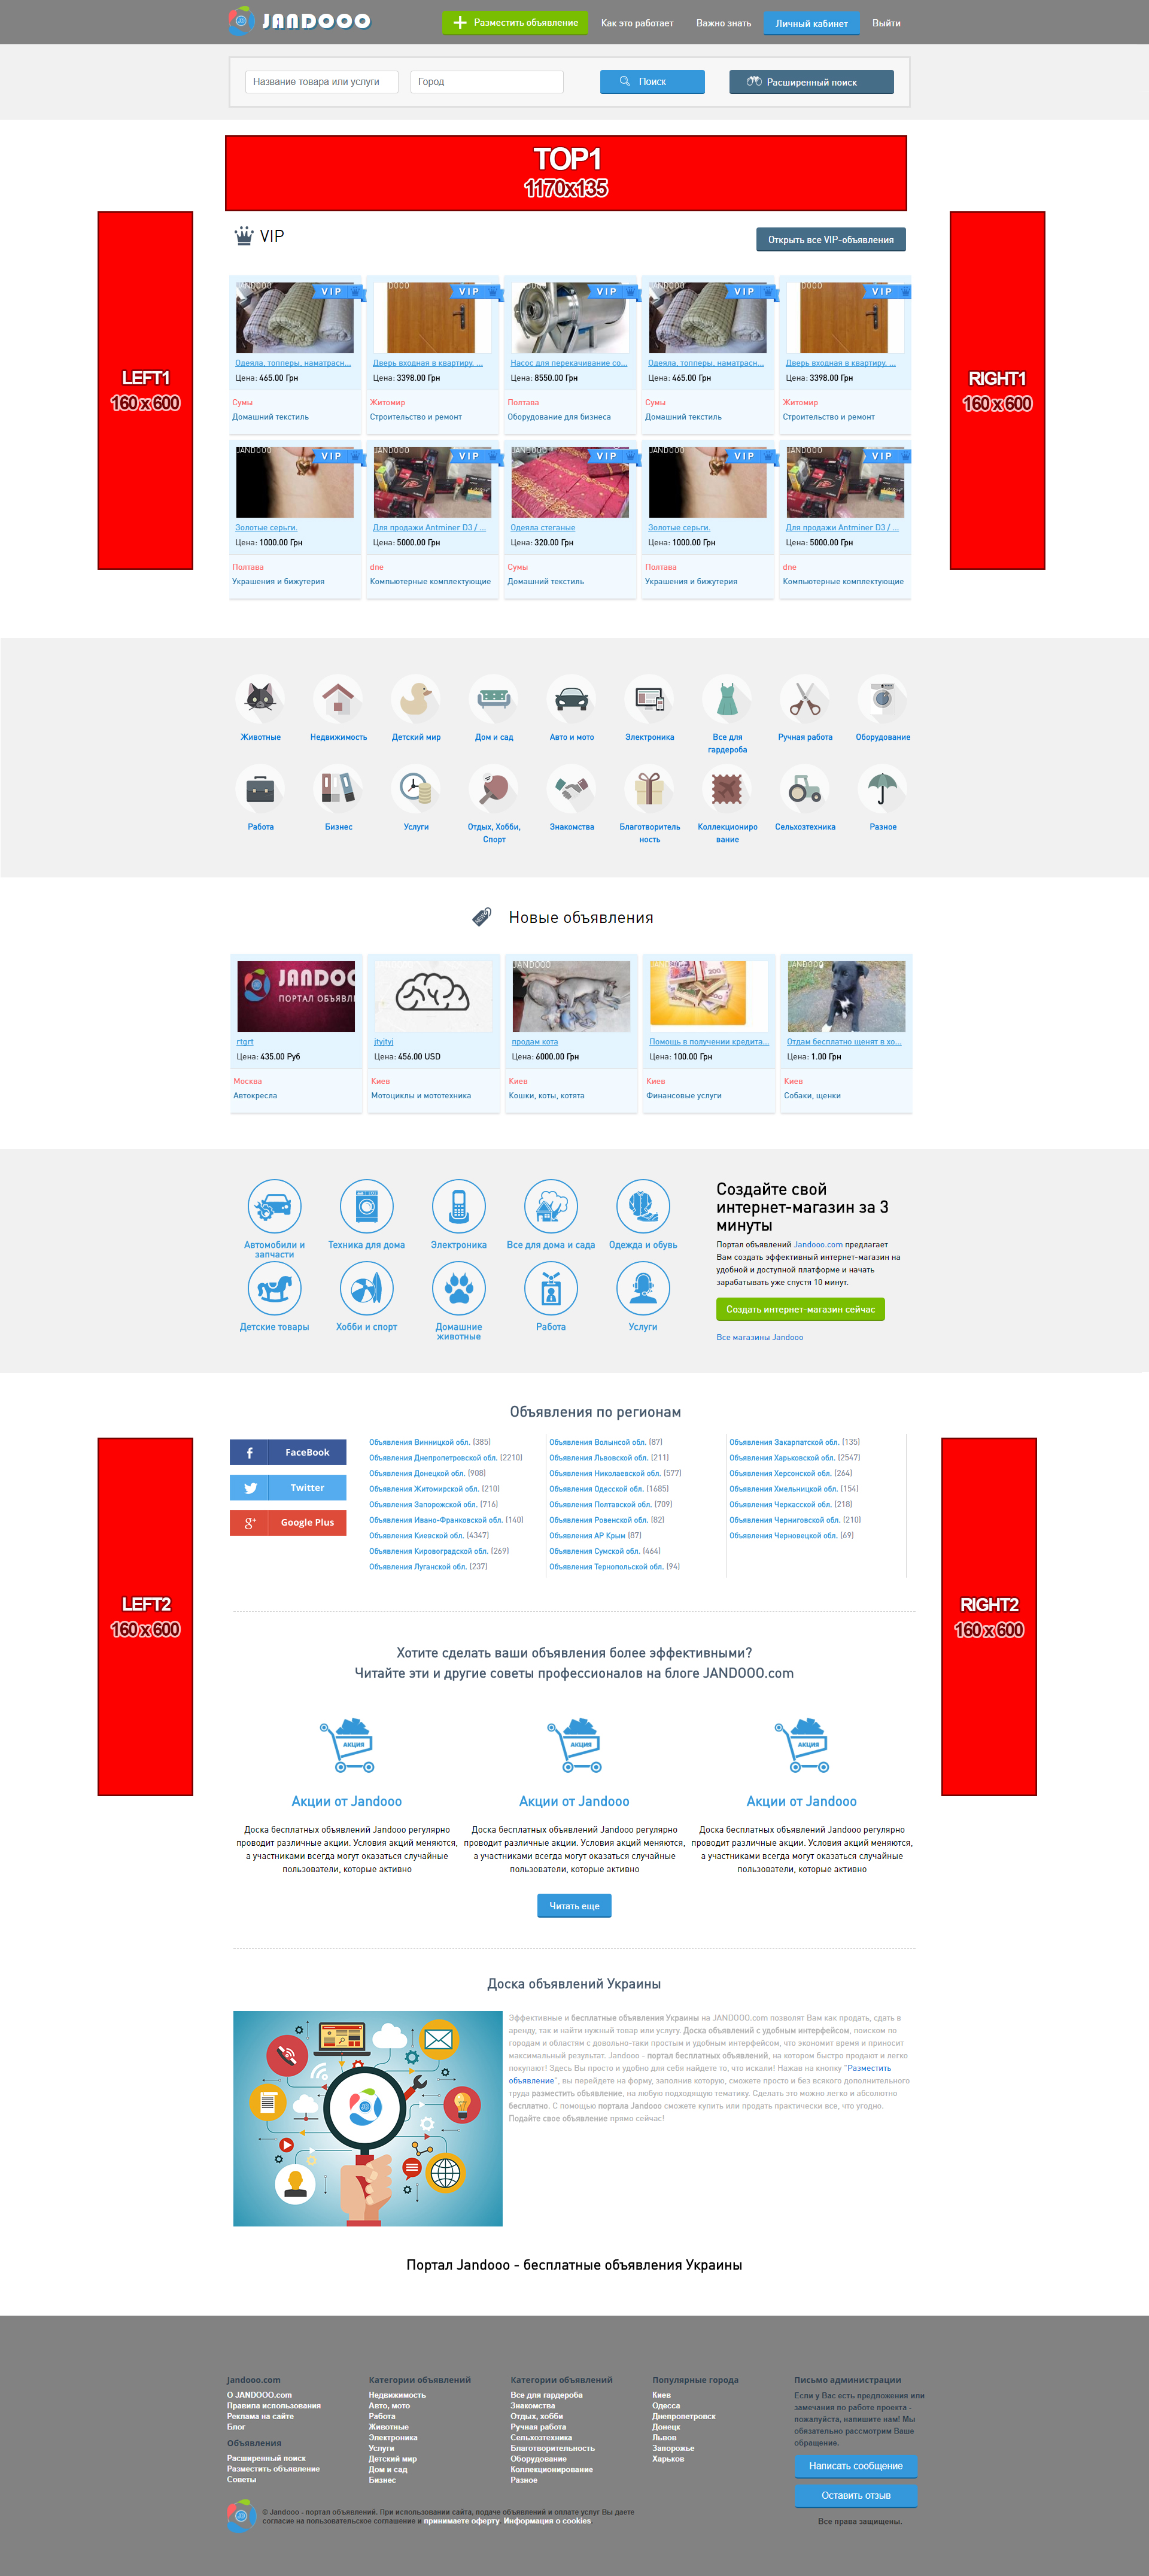 JANDOOO
Разместить объявление
Как это работает
Важно знать
Личный кабинет
Выйти
Название товара или услуги
Город
Поиск
Расширенный поиск
TOP1
1170x135
LEFT1
160 x 600
RIGHT1
160 x 600
VIP
Открыть все VIP-объявления
VIP
VIP
VIP
VIP
VIP
Одеяла, топперы, наматрасн...
Дверь входная в квартиру. ...
Насос для перекачивание со...
Одеяла, топперы, наматрасн...
Дверь входная в квартиру. ...
Цена: 465.00 Грн
Цена: 3398.00 Грн
Цена: 8550.00 Грн
Цена: 465.00 Грн
Цена: 3398.00 Грн
Сумы
Житомир
Полтава
Сумы
Житомир
Домашний текстиль
Строительство и ремонт
Оборудование для бизнеса
Домашний текстиль
Строительство и ремонт
VIP
VIP
VIP
VIP
VIP
Золотые серьги.
Для продажи Antminer D3 / ...
Одеяла стеганые
Золотые серьги.
Для продажи Antminer D3 / ...
Цена: 1000.00 Грн
Цена: 5000.00 Грн
Цена: 320.00 Грн
Цена: 1000.00 Грн
Цена: 5000.00 Грн
Полтава
dne
Сумы
Полтава
dne
Украшения и бижутерия
Компьютерные комплектующие
Домашний текстиль
Украшения и бижутерия
Компьютерные комплектующие
Животные
Недвижимость
Детский мир
Дом и сад
Авто и мото
Электроника
Все для
гардероба
Ручная работа
Оборудование
Работа
Бизнес
Услуги
Отдых, Хобби,
Спорт
Знакомства
Благотворитель
ность
Коллекциониро
вание
Сельхозтехника
Разное
Новые объявления
JANDOO
ПОРТАЛ ОБЪЯВЛЕ
rtgrt
jtyjtyj
продам кота
Помощь в получении кредита...
Отдам бесплатно щенят в хо...
Цена: 435.00 Руб
Цена: 456.00 USD
Цена: 6000.00 Грн
Цена: 100.00 Грн
Цена: 1.00 Грн
Москва
Киев
Киев
Киев
Киев
Автокресла
Мотоциклы и мототехника
Кошки, коты, котята
Финансовые услуги
Собаки, щенки
Автомобили и
запчасти
Техника для дома
Электроника
Все для дома и сада
Одежда и обувь
Детские товары
Хобби и спорт
Домашние
животные
Работа
Услуги
Создайте свой
интернет-магазин за 3
минуты
Портал объявлений Jandooo.com предлагает
Вам создать эффективный интернет-магазин на
удобной и доступной платформе и начать
зарабатывать уже спустя 10 минут.
Создать интернет-магазин сейчас
Все магазины Jandooo
Объявления по регионам
FaceBook
Twitter
Google Plus
Объявления Винницкой обл. (385)
Объявления Днепропетровской обл. (2210)
Объявления Донецкой обл. (908)
Объявления Житомирской обл. (210)
Объявления Запорожской обл. (716)
Объявления Ивано-Франковской обл. (140)
Объявления Киевской обл. (4347)
Объявления Кировоградской обл. (269)
Объявления Луганской обл. (237)
Объявления Волынсой обл. (87)
Объявления Львовской обл. (211)
Объявления Николаевской обл. (577)
Объявления Одесской обл. (1685)
Объявления Полтавской обл. (709)
Объявления Ровенской обл. (82)
Объявления АР Крым (87)
Объявления Сумской обл. (464)
Объявления Тернопольской обл. (94)
Объявления Закарпатской обл. (135)
Объявления Харьковской обл. (2547)
Объявления Херсонской обл. (264)
Объявления Хмельницкой обл. (154)
Объявления Черкасской обл. (218)
Объявления Черниговской обл. (210)
Объявления Черновецкой обл. (69)
LEFT2
160 x 600
RIGHT2
160 x 600
Хотите сделать ваши объявления более эффективными?
Читайте эти и другие советы профессионалов на блоге JANDOOO.com
АКЦИЯ
АКЦИЯ
АКЦИЯ
Акции от Jandooo
Акции от Jandooo
Акции от Jandooo
Доска бесплатных объявлений Jandooo регулярно
проводит различные акции. Условия акций меняются,
а участниками всегда могут оказаться случайные
пользователи, которые активно
Доска бесплатных объявлений Jandooo регулярно
проводит различные акции. Условия акций меняются,
а участниками всегда могут оказаться случайные
пользователи, которые активно
Доска бесплатных объявлений Jandooo регулярно
проводит различные акции. Условия акций меняются,
а участниками всегда могут оказаться случайные
пользователи, которые активно
Читать еще
Доска объявлений Украины
Эффективные и бесплатные объявления Украины на JANDOOO.com позволят Вам как продать, сдать в
аренду, так и найти нужный товар или услугу. Доска объявлений с удобным интерфейсом, поиском по
городам и областям с довольно-таки простым и удобным интерфейсом, что экономит время и приносит
максимальный результат. Jandooo - портал бесплатных объявлений, на котором быстро продают и легко
покупают! Здесь Вы просто и удобно для себя найдете то, что искали! Нажав на кнопку "Разместить
объявление", вы перейдете на форму, заполнив которую, сможете просто и без всякого дополнительного
труда разместить объявление, на любую подходящую тематику. Сделать это можно легко и абсолютно
бесплатно. С помощью портала Jandooo сможете купить или продать практически все, что угодно.
Подайте свое объявление прямо сейчас!
Портал Jandooo - бесплатные объявления Украины
Jandooo.com
О JANDOOO.com
Правила использования
Реклама на сайте
Блог
Объявления
Расширенный поиск
Разместить объявление
Советы
Категории объявлений
Недвижимость
Авто, мото
Работа
Животные
Электроника
Услуги
Детский мир
Дом и сад
Бизнес
Категории объявлений
Все для гардероба
Знакомства
Отдых, хобби
Ручная работа
Сельхозтехника
Благотворительность
Оборудование
Коллекционирование
Разное
Популярные города
Киев
Одесса
Днепропетровск
Донецк
Львов
Запорожье
Харьков
Письмо администрации
Если у Вас есть предложения или
замечания по работе проекта -
пожалуйста, напишите нам! Мы
обязательно рассмотрим Ваше
обращение.
Написать сообщение
Оставить отзыв
Все права защищены.
© Jandooo - портал объявлений. При использовании сайта, подаче объявлений и оплате услуг Вы даете
согласие на пользовательское соглашение и принимаете оферту Информация о cookies